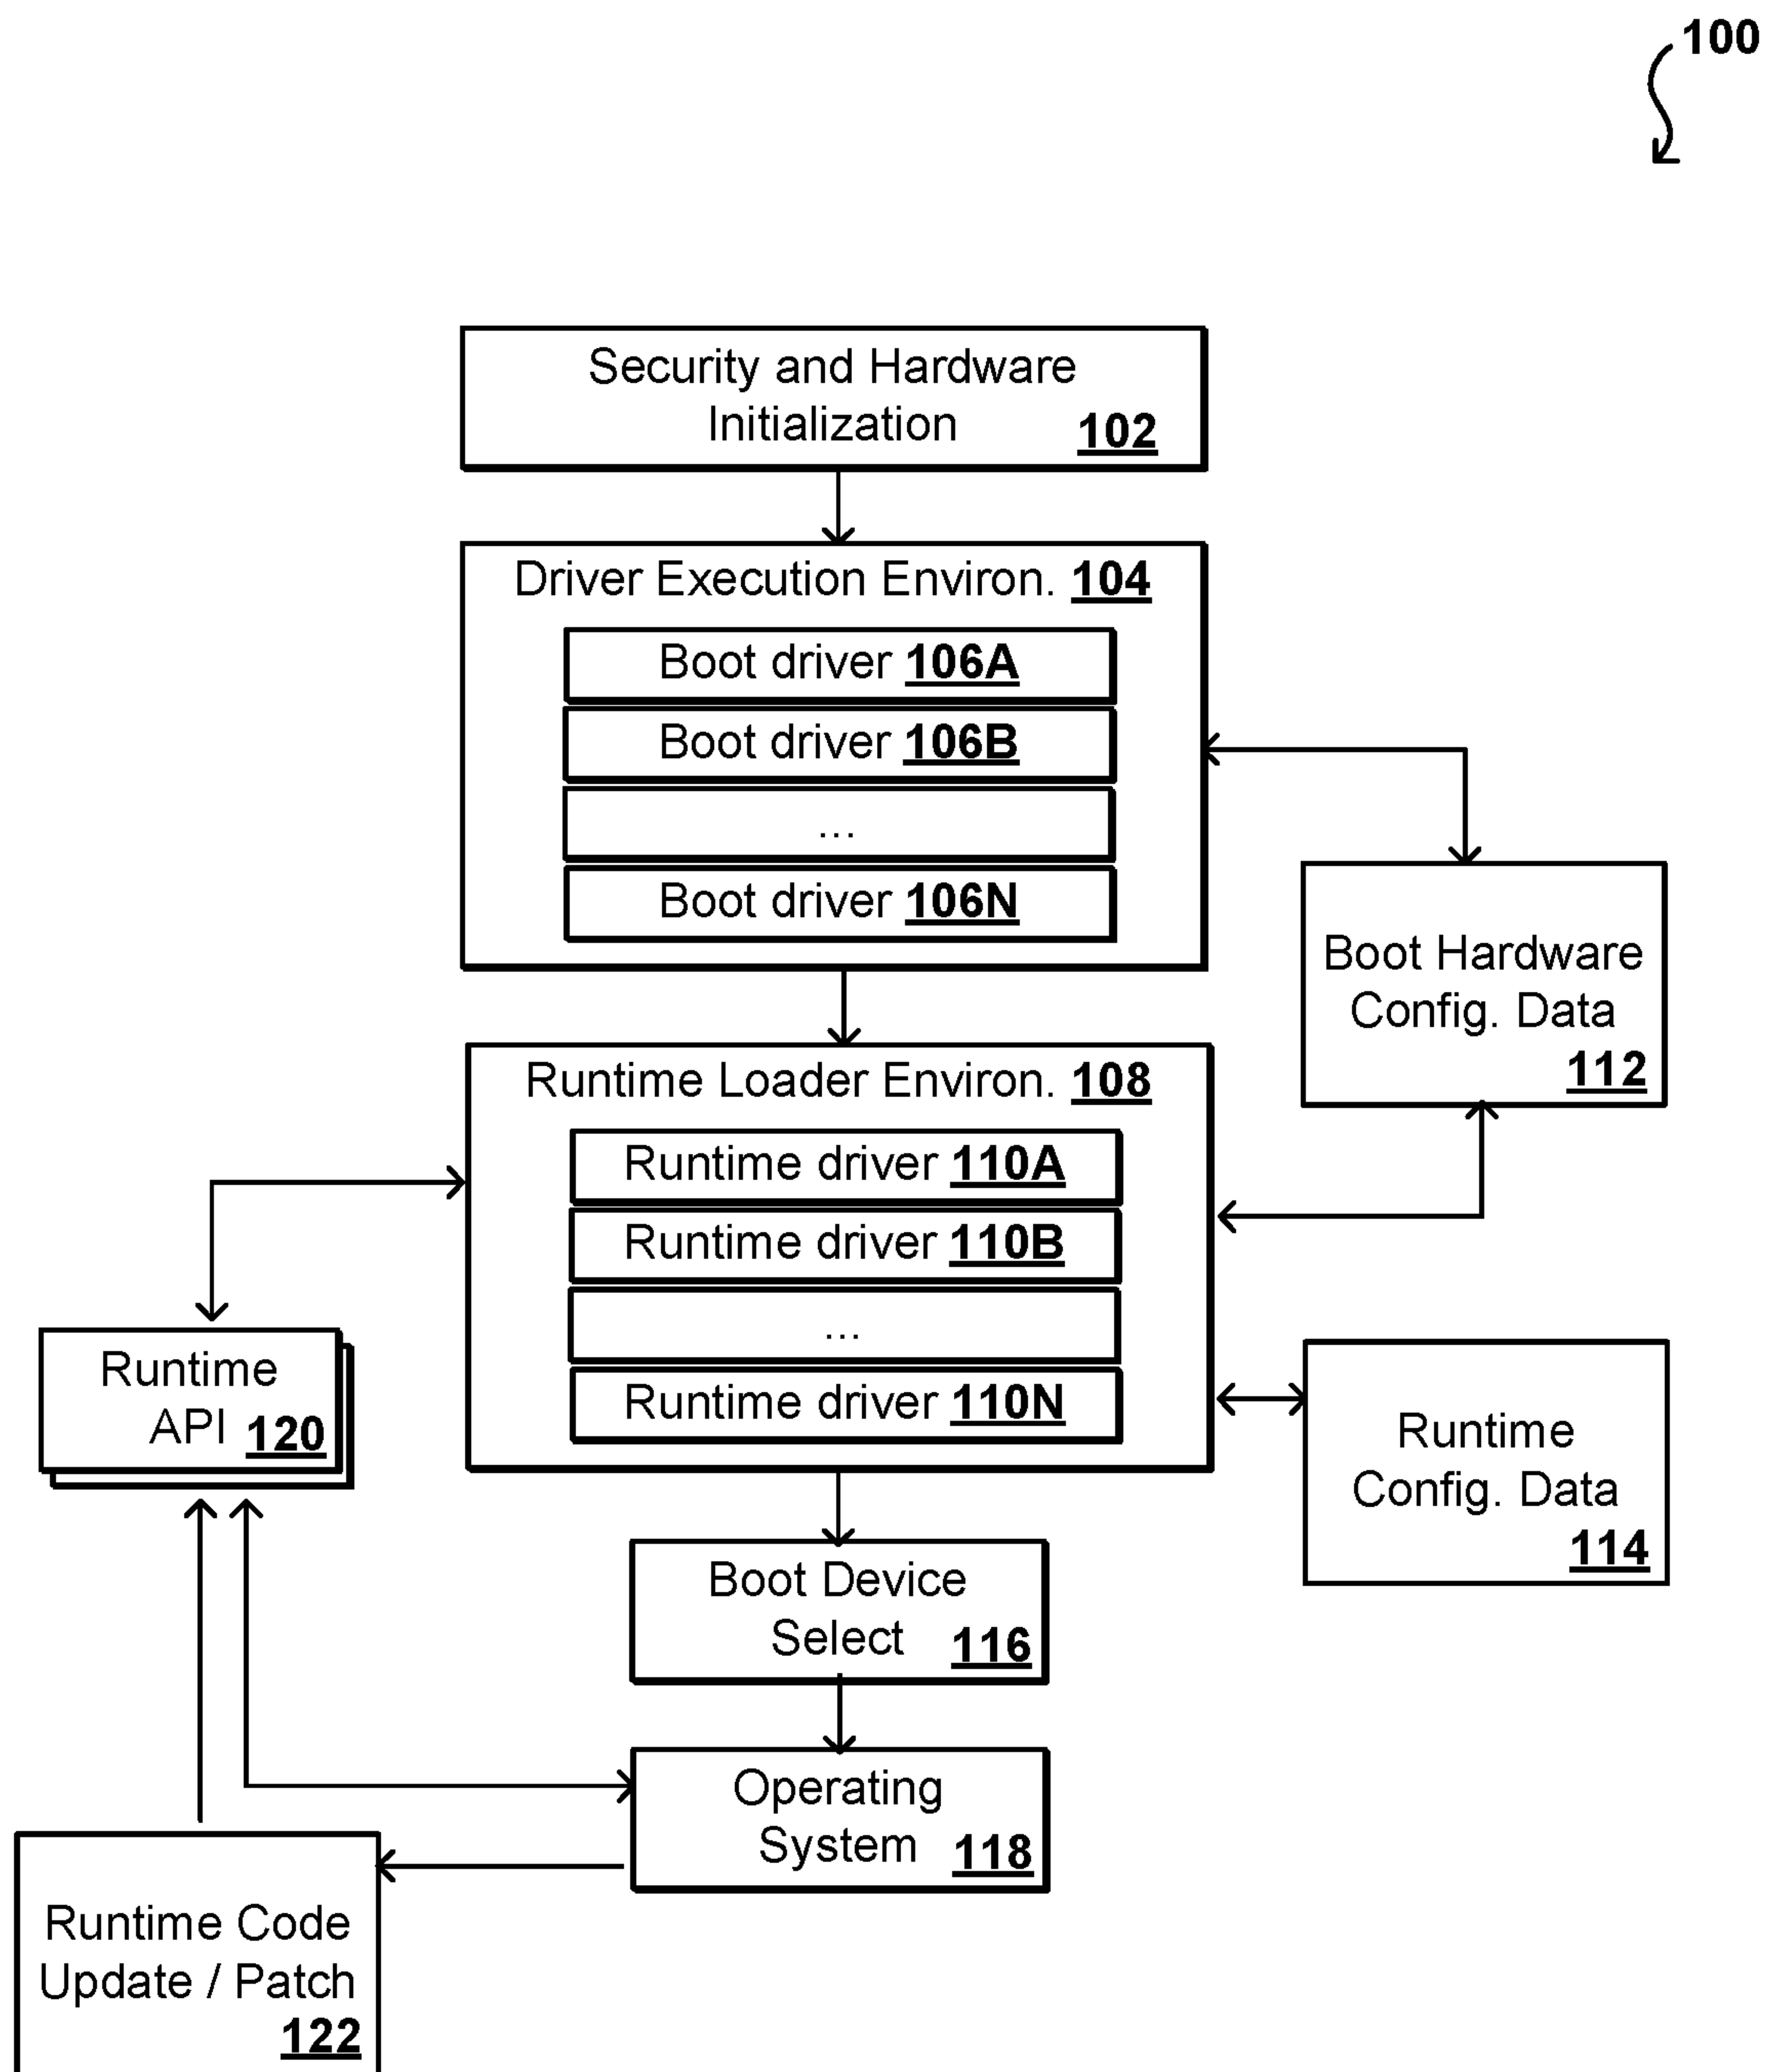 100
Security and Hardware
Initialization 102
Driver Execution Environ. 104
Boot driver 106A
Boot driver 106B
...
Boot driver 106N
Boot Hardware
Config. Data
112
Runtime Loader Environ. 108
Runtime driver 110A
Runtime driver 110B
...
Runtime driver 110N
Runtime
API 120
Runtime
Config. Data
114
Boot Device
Select 116
Operating
System 118
Runtime Code
Update / Patch
122